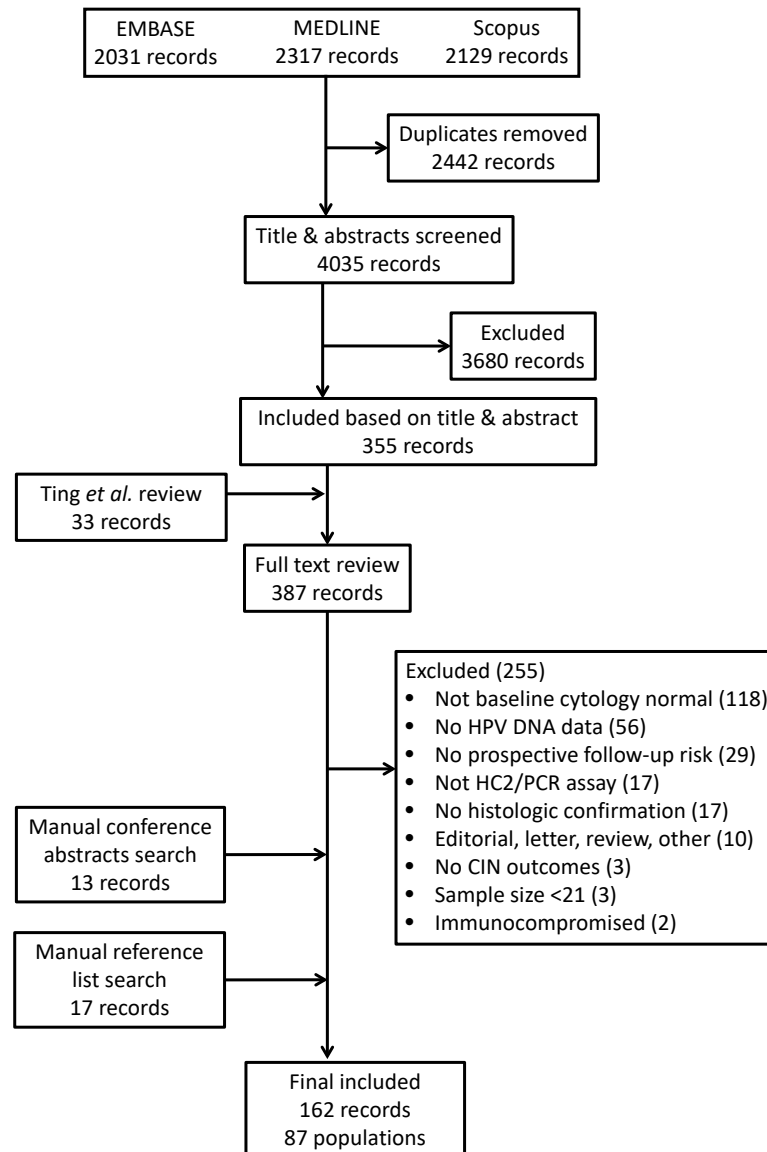 EMBASE
2031 records
MEDLINE
2317 records
Scopus
2129 records
Duplicates removed
2442 records
Title & abstracts screened
4035 records
Excluded
3680 records
Included based on title & abstract
355 records
Ting et al. review
33 records
Full text review
387 records
Excluded (255)
• Not baseline cytology normal (118)
• No HPV DNA data (56)
• No prospective follow-up risk (29)
• Not HC2/PCR assay (17)
• No histologic confirmation (17)
• Editorial, letter, review, other (10)
• No CIN outcomes (3)
• Sample size <21 (3)
• Immunocompromised (2)
Manual conference
abstracts search
13 records
Manual reference
list search
17 records
Final included
162 records
87 populations